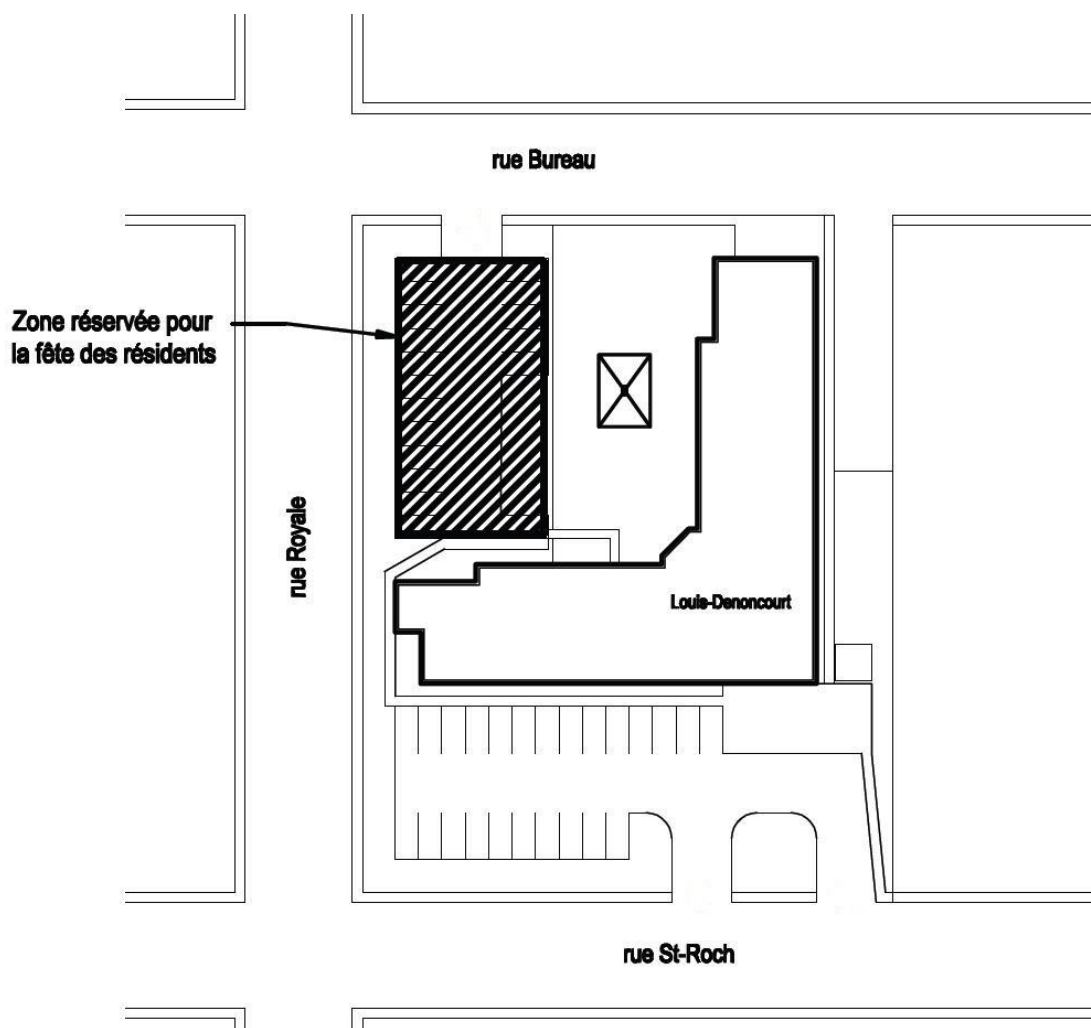 rue Bureau
Zone réservée pour
la fête des résidents
rue Royale
Louis-Denoncourt
rue St-Roch